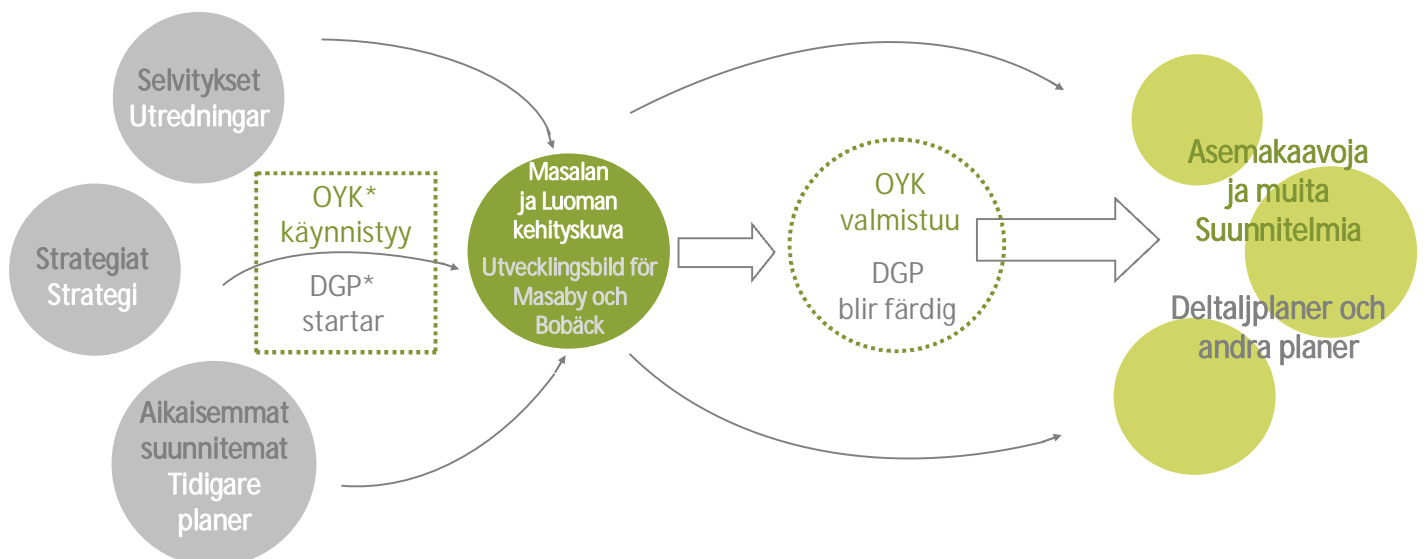 Selvitykset
Utredningar
Strategiat
Strategi
Aikaisemmat
suunnitemat
Tidigare
planer
OYK*
käynnistyy
DGP*
startar
Masalan
ja Luoman
kehityskuva
Utvecklingsbild för
Masaby och
Bobäck
OYK
valmistuu
DGP
blir färdig
Asemakaavoja
ja muita
Suunnitelmia
Deltaljplaner och
andra planer